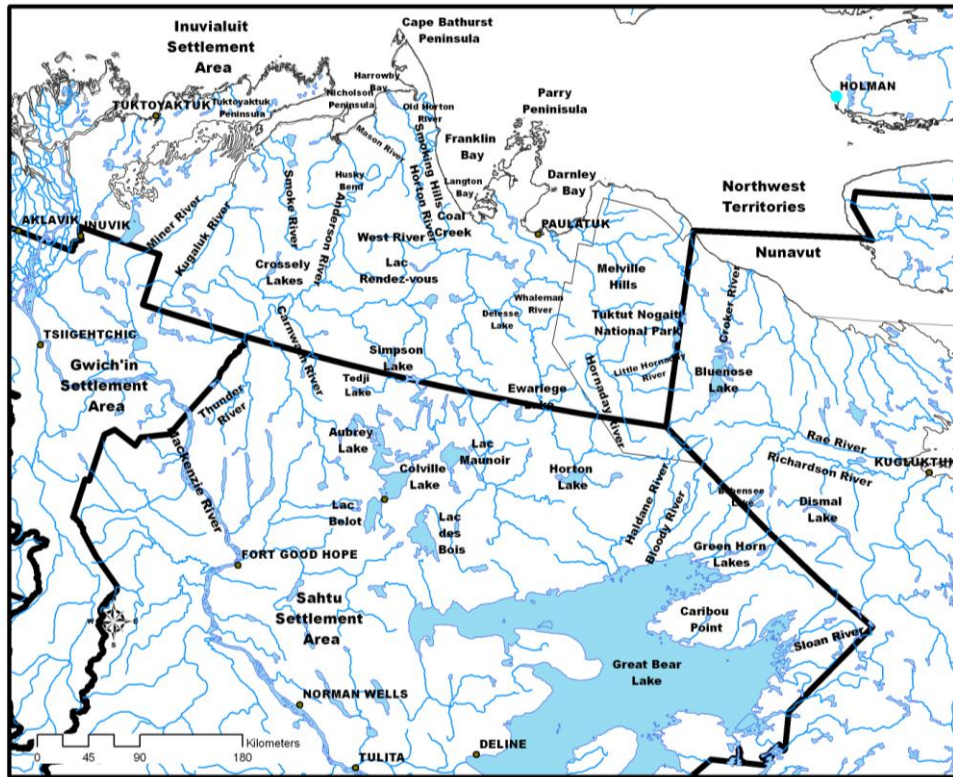 Cape Bathurst
Peninsula
Inuvialuit
Settlement
Area
Harrowby
Bay
Nicholson
Peninsula
HOLMAN
Parry
Peninisula
TUKTOYAKTUK
Tuktoyaktuk
Peninsula
Old Horton
River
Mason River
Smoking Hills
Franklin
Bay
Husky
Bend
Langton
Bay
Darnley
Bay
Northwest
Territories
AKLAVIK
INUVIK
Miner River
Kugaluk River
Smoke River
Anderson River
Horton River
Coal
Creek
PAULATUK
West River
Nunavut
Crossely
Lakes
Lac
Rendez-vous
Melville
Hills
Whaleman
River
Delesse
Lake
Tuktut Nogait
National Park
Croker River
TSIIGEHTCHIC
Gwich'in
Settlement
Area
Carnwath River
Simpson
Lake
Tedji
Lake
Little Hornaday
River
Bluenose
Lake
Hornaday River
Ewariege
Lake
Thunder
River
Mackenzie River
Aubrey
Lake
Lac
Maunoir
Colville
Lake
Horton
Lake
Rae River
Richardson River
KUGLUKTUK
Haldane River
Bloody River
Bebensee
Lake
Dismal
Lake
Lac
Belot
Lac
des
Bois
FORT GOOD HOPE
Green Horn
Lakes
Sahtu
Settlement
Area
Caribou
Point
Sloan River
Great Bear
Lake
NORMAN WELLS
W E
S
Kilometers
0 45 90 180
DELINE
TULITA